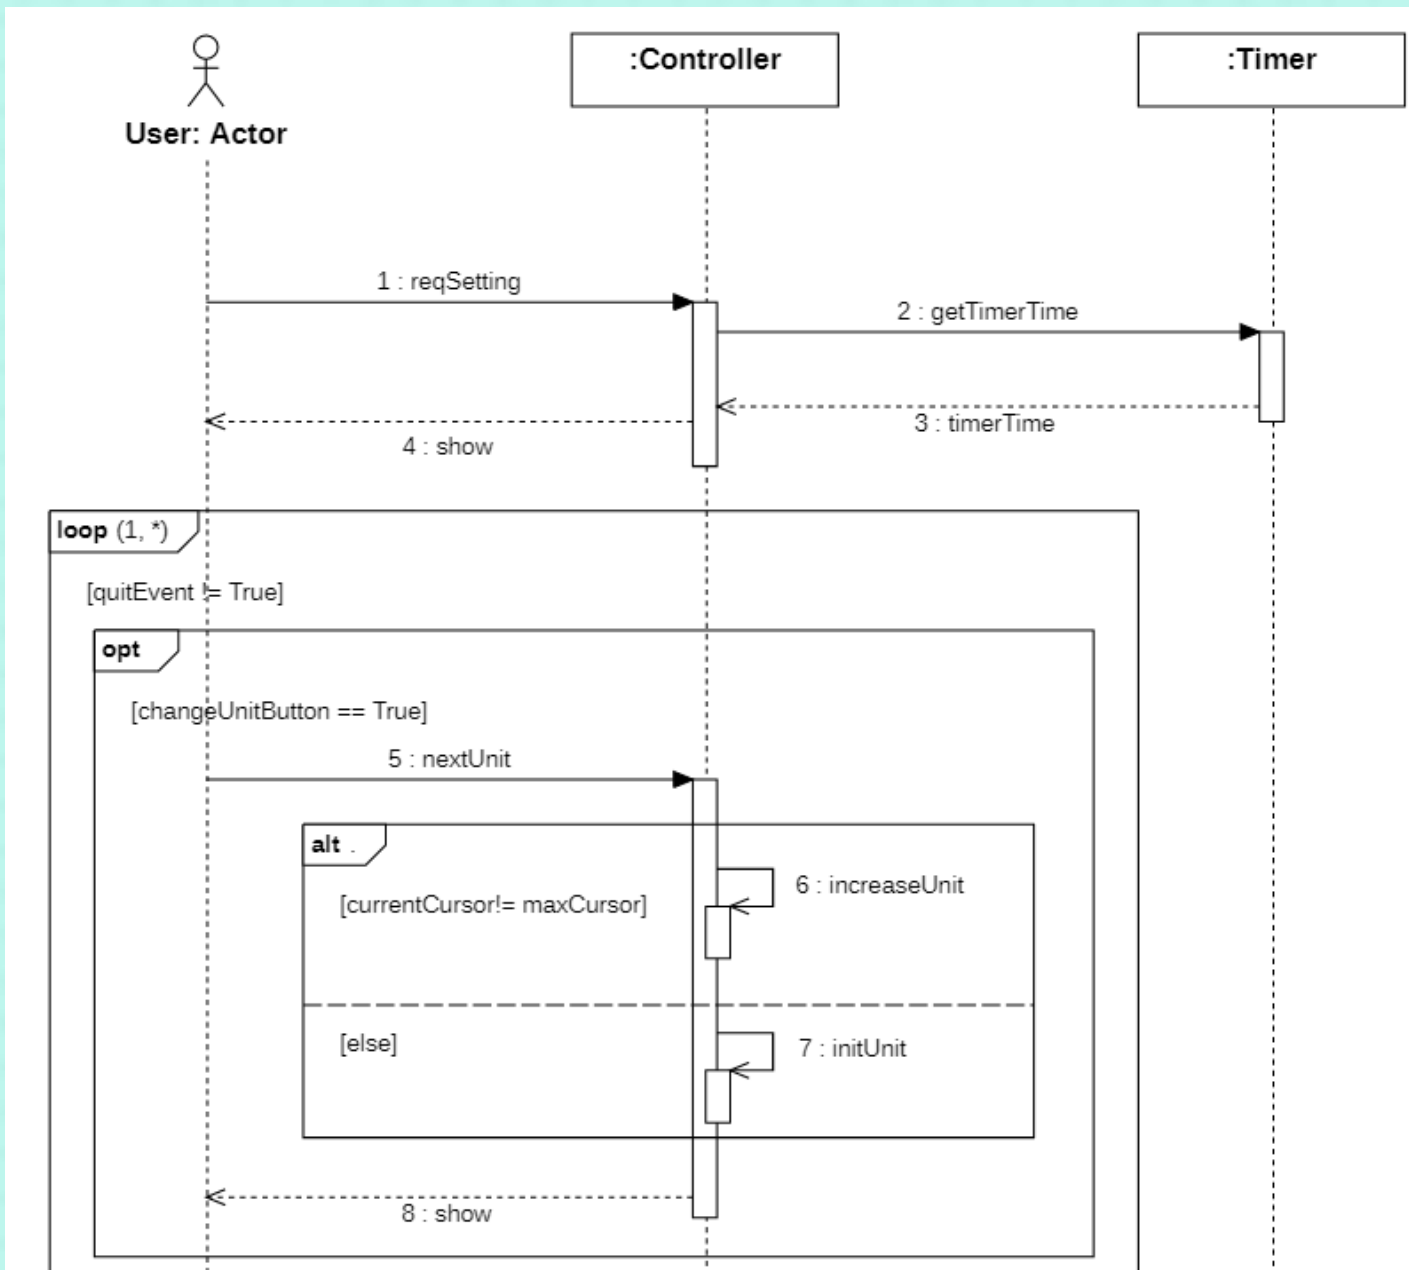 :Controller
:Timer
User: Actor
1 : reqSetting
2 : getTimerTime
3 : timerTime
4 : show
loop (1, *)
[quitEvent != True]
opt
[changeUnitButton == True]
5 : nextUnit
alt .
6 : increaseUnit
[currentCursor!= maxCursor]
[else]
7 : initUnit
8 : show